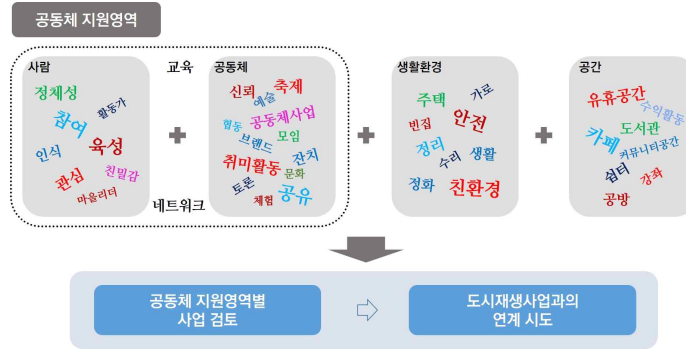 공동체 지원영역
사람
정체성
활동가
참여
인식
육성
관심
친밀감
마을리더
교육
네트워크
공동체
신뢰
축제
예술
협동
공동체사업
브랜드
모임
취미활동
잔치
문화
토론
체험
공유
생활환경
주택
가로
빈집
안전
정리
수리
생활
정화
친환경
공간
유휴공간
수익활동
도서관
카페
커뮤니티공간
쉼터
강좌
공방
공동체 지원영역별
사업 검토
도시재생사업과의
연계 시도